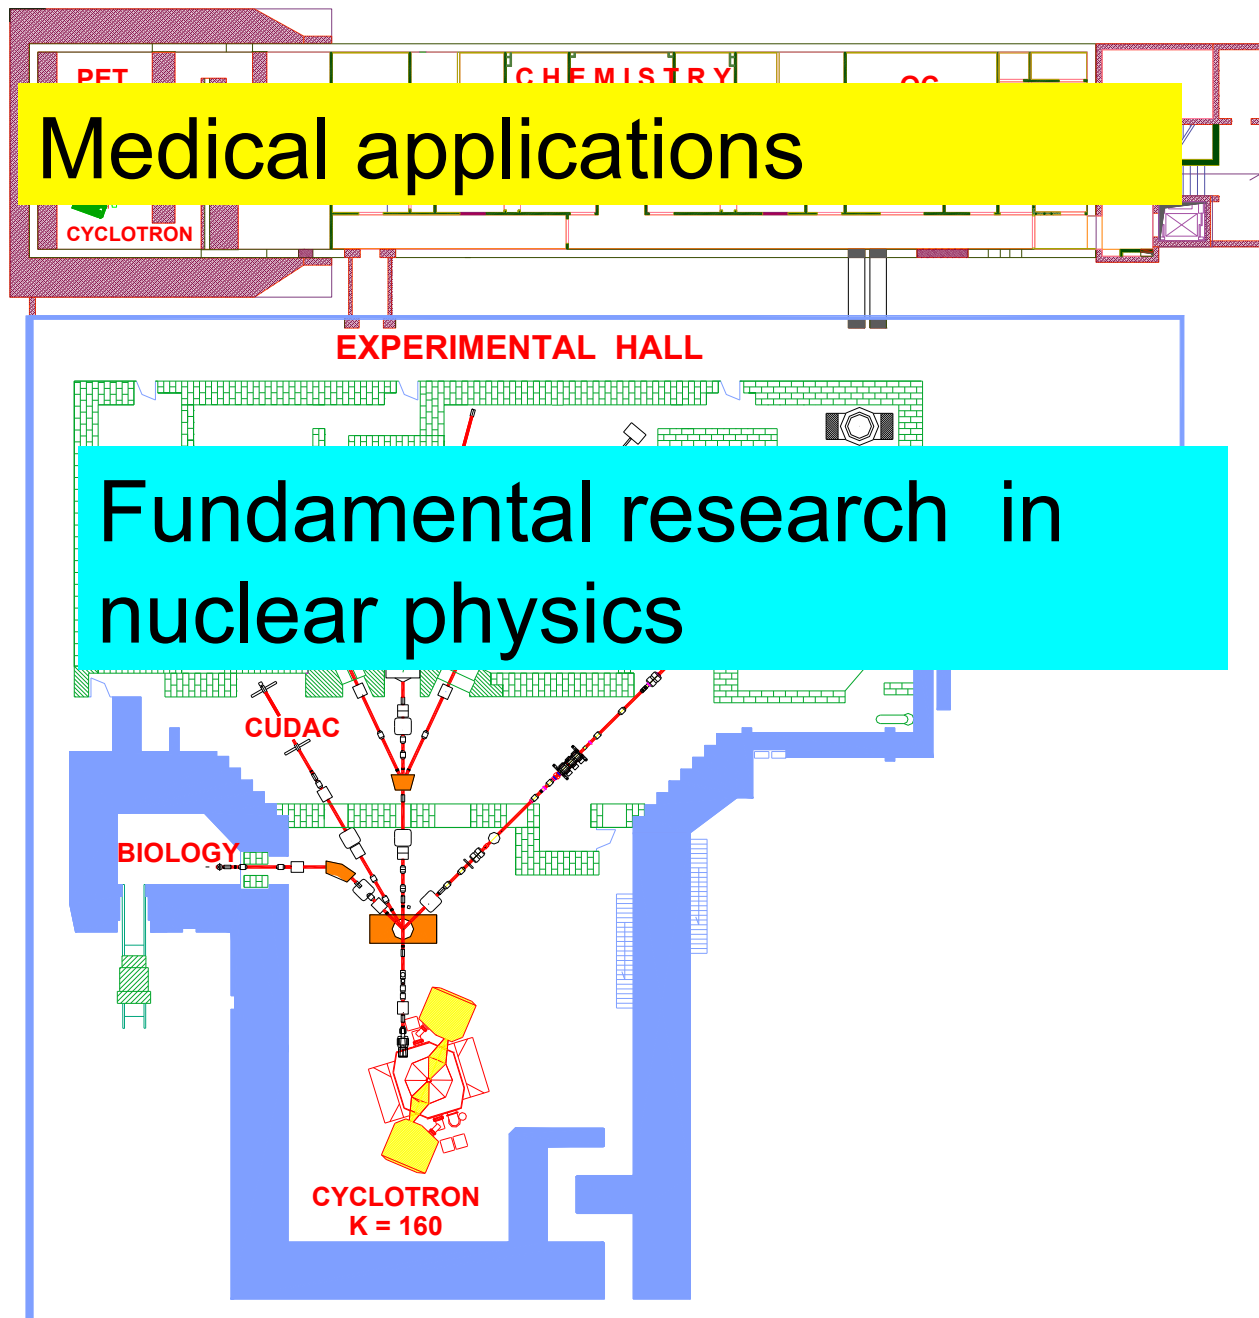 PET
CHEMISTRY
Medical applications
CYCLOTRON
EXPERIMENTAL HALL
Fundamental research in
nuclear physics
CUDAC
BIOLOGY
CYCLOTRON
K = 160